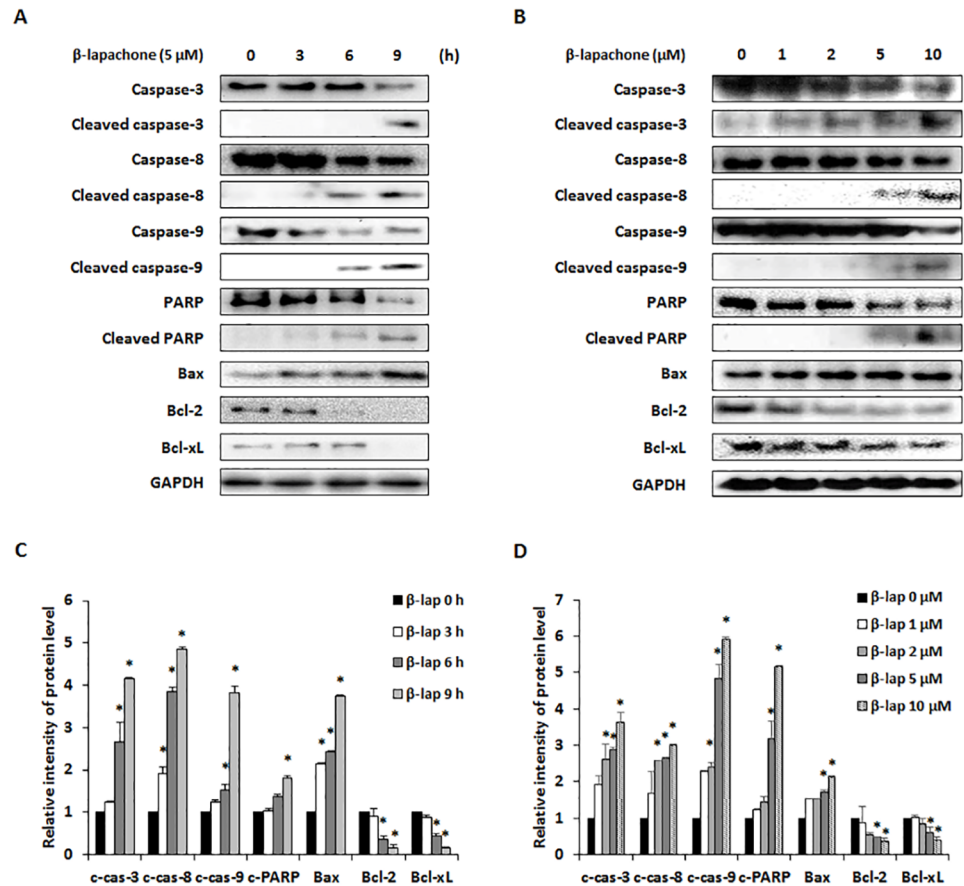 A
β-lapachone (5 μM) 0 3 6 9 (h)
Caspase-3
Cleaved caspase-3
Caspase-8
Cleaved caspase-8
Caspase-9
Cleaved caspase-9
PARP
Cleaved PARP
Bax
Bcl-2
Bcl-xL
GAPDH
B
β-lapachone (μM) 0 1 2 5 10
Caspase-3
Cleaved caspase-3
Caspase-8
Cleaved caspase-8
Caspase-9
Cleaved caspase-9
PARP
Cleaved PARP
Bax
Bcl-2
Bcl-xL
GAPDH
C
Relative intensity of protein level
6
5
4
3
2
1
0
β-lap 0 h
β-lap 3 h
β-lap 6 h
β-lap 9 h
* * * * * * * * * * * * * * *
c-cas-3 c-cas-8 c-cas-9 c-PARP Bax Bcl-2 Bcl-xL
D
Relative intensity of protein level
7
6
5
4
3
2
1
0
β-lap 0 μM
β-lap 1 μM
β-lap 2 μM
β-lap 5 μM
β-lap 10 μM
* * * * * * * * * * * * * * * * *
c-cas-3 c-cas-8 c-cas-9 c-PARP Bax Bcl-2 Bcl-xL